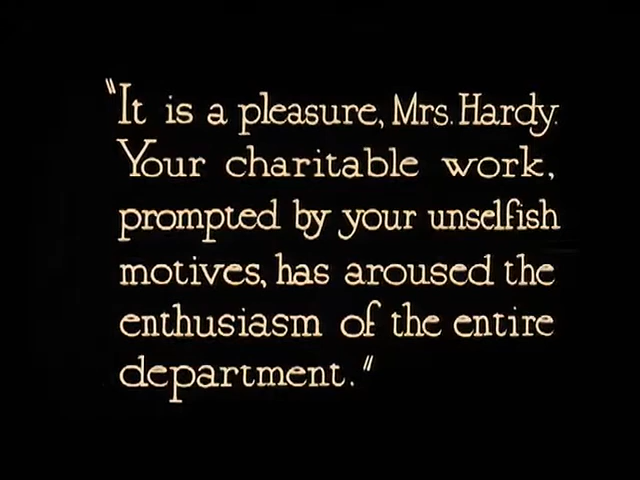 "It is a pleasure, Mrs. Hardy.
Your charitable work,
prompted by your unselfish
motives, has aroused the
enthusiasm of the entire
department."